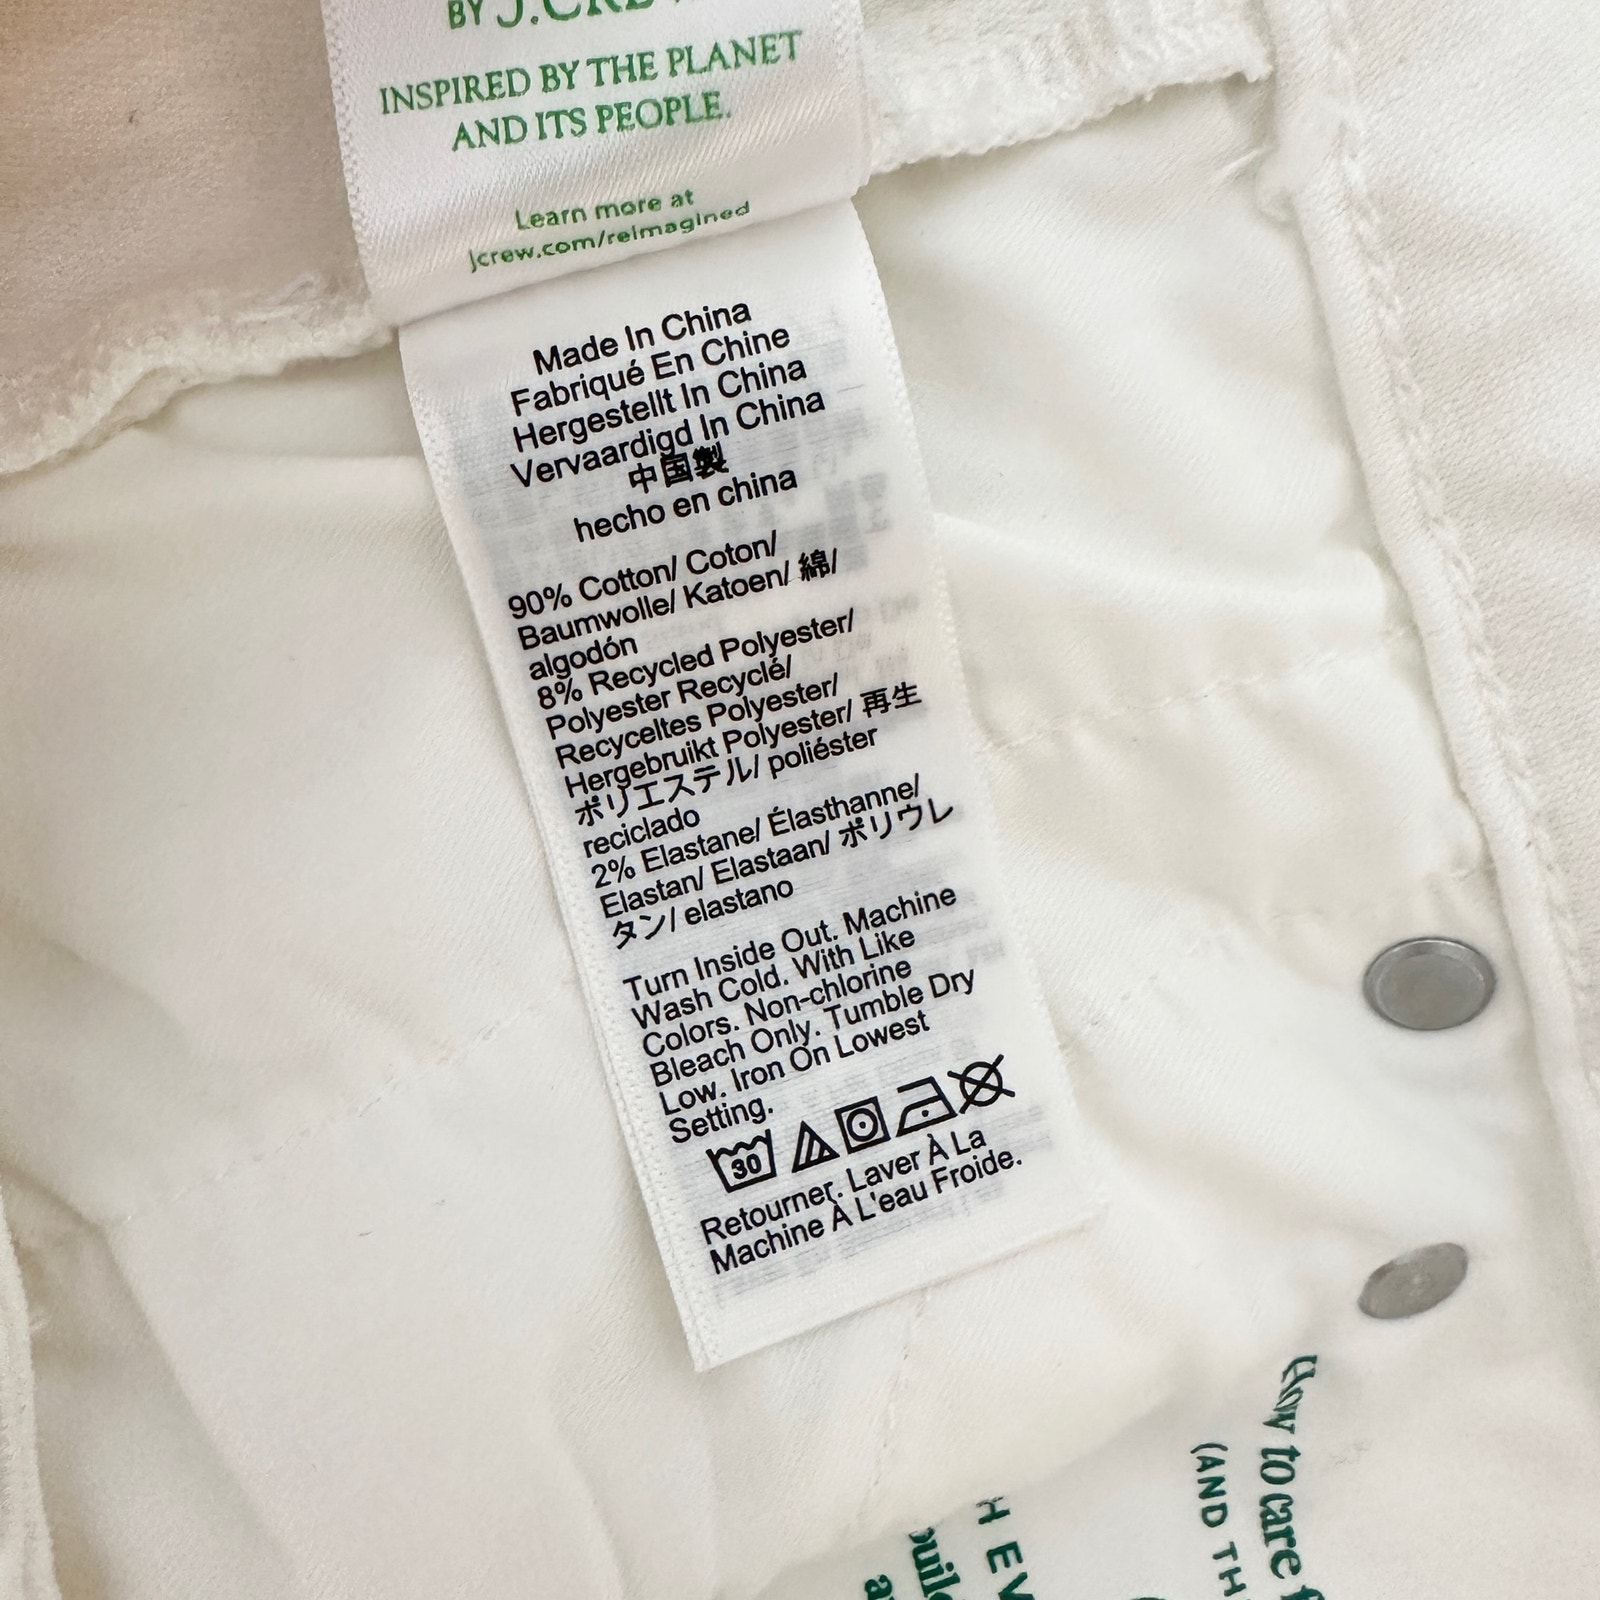 BY J.CREW
INSPIRED BY THE PLANET
AND ITS PEOPLE.
Learn more at
jcrew.com/reimagined
Made In China
Fabriqué En Chine
Hergestellt In China
Vervaardigd In China
中国製
hecho en china
90% Cotton/ Coton/
Baumwolle/ Katoen/ 綿/
algodón
8% Recycled Polyester/
Polyester Recyclé/
Recyceltes Polyester/
Hergebruikt Polyester/ 再生
ポリエステル/ poliéster
reciclado
2% Elastane/ Élasthanne/
Elastan/ Elastaan/ ポリウレ
タン/ elastano
Turn Inside Out. Machine
Wash Cold. With Like
Colors. Non-chlorine
Bleach Only. Tumble Dry
Low. Iron On Lowest
Setting.
30
Retourner. Laver À La
Machine À L'eau Froide.
How to care
(AND TH